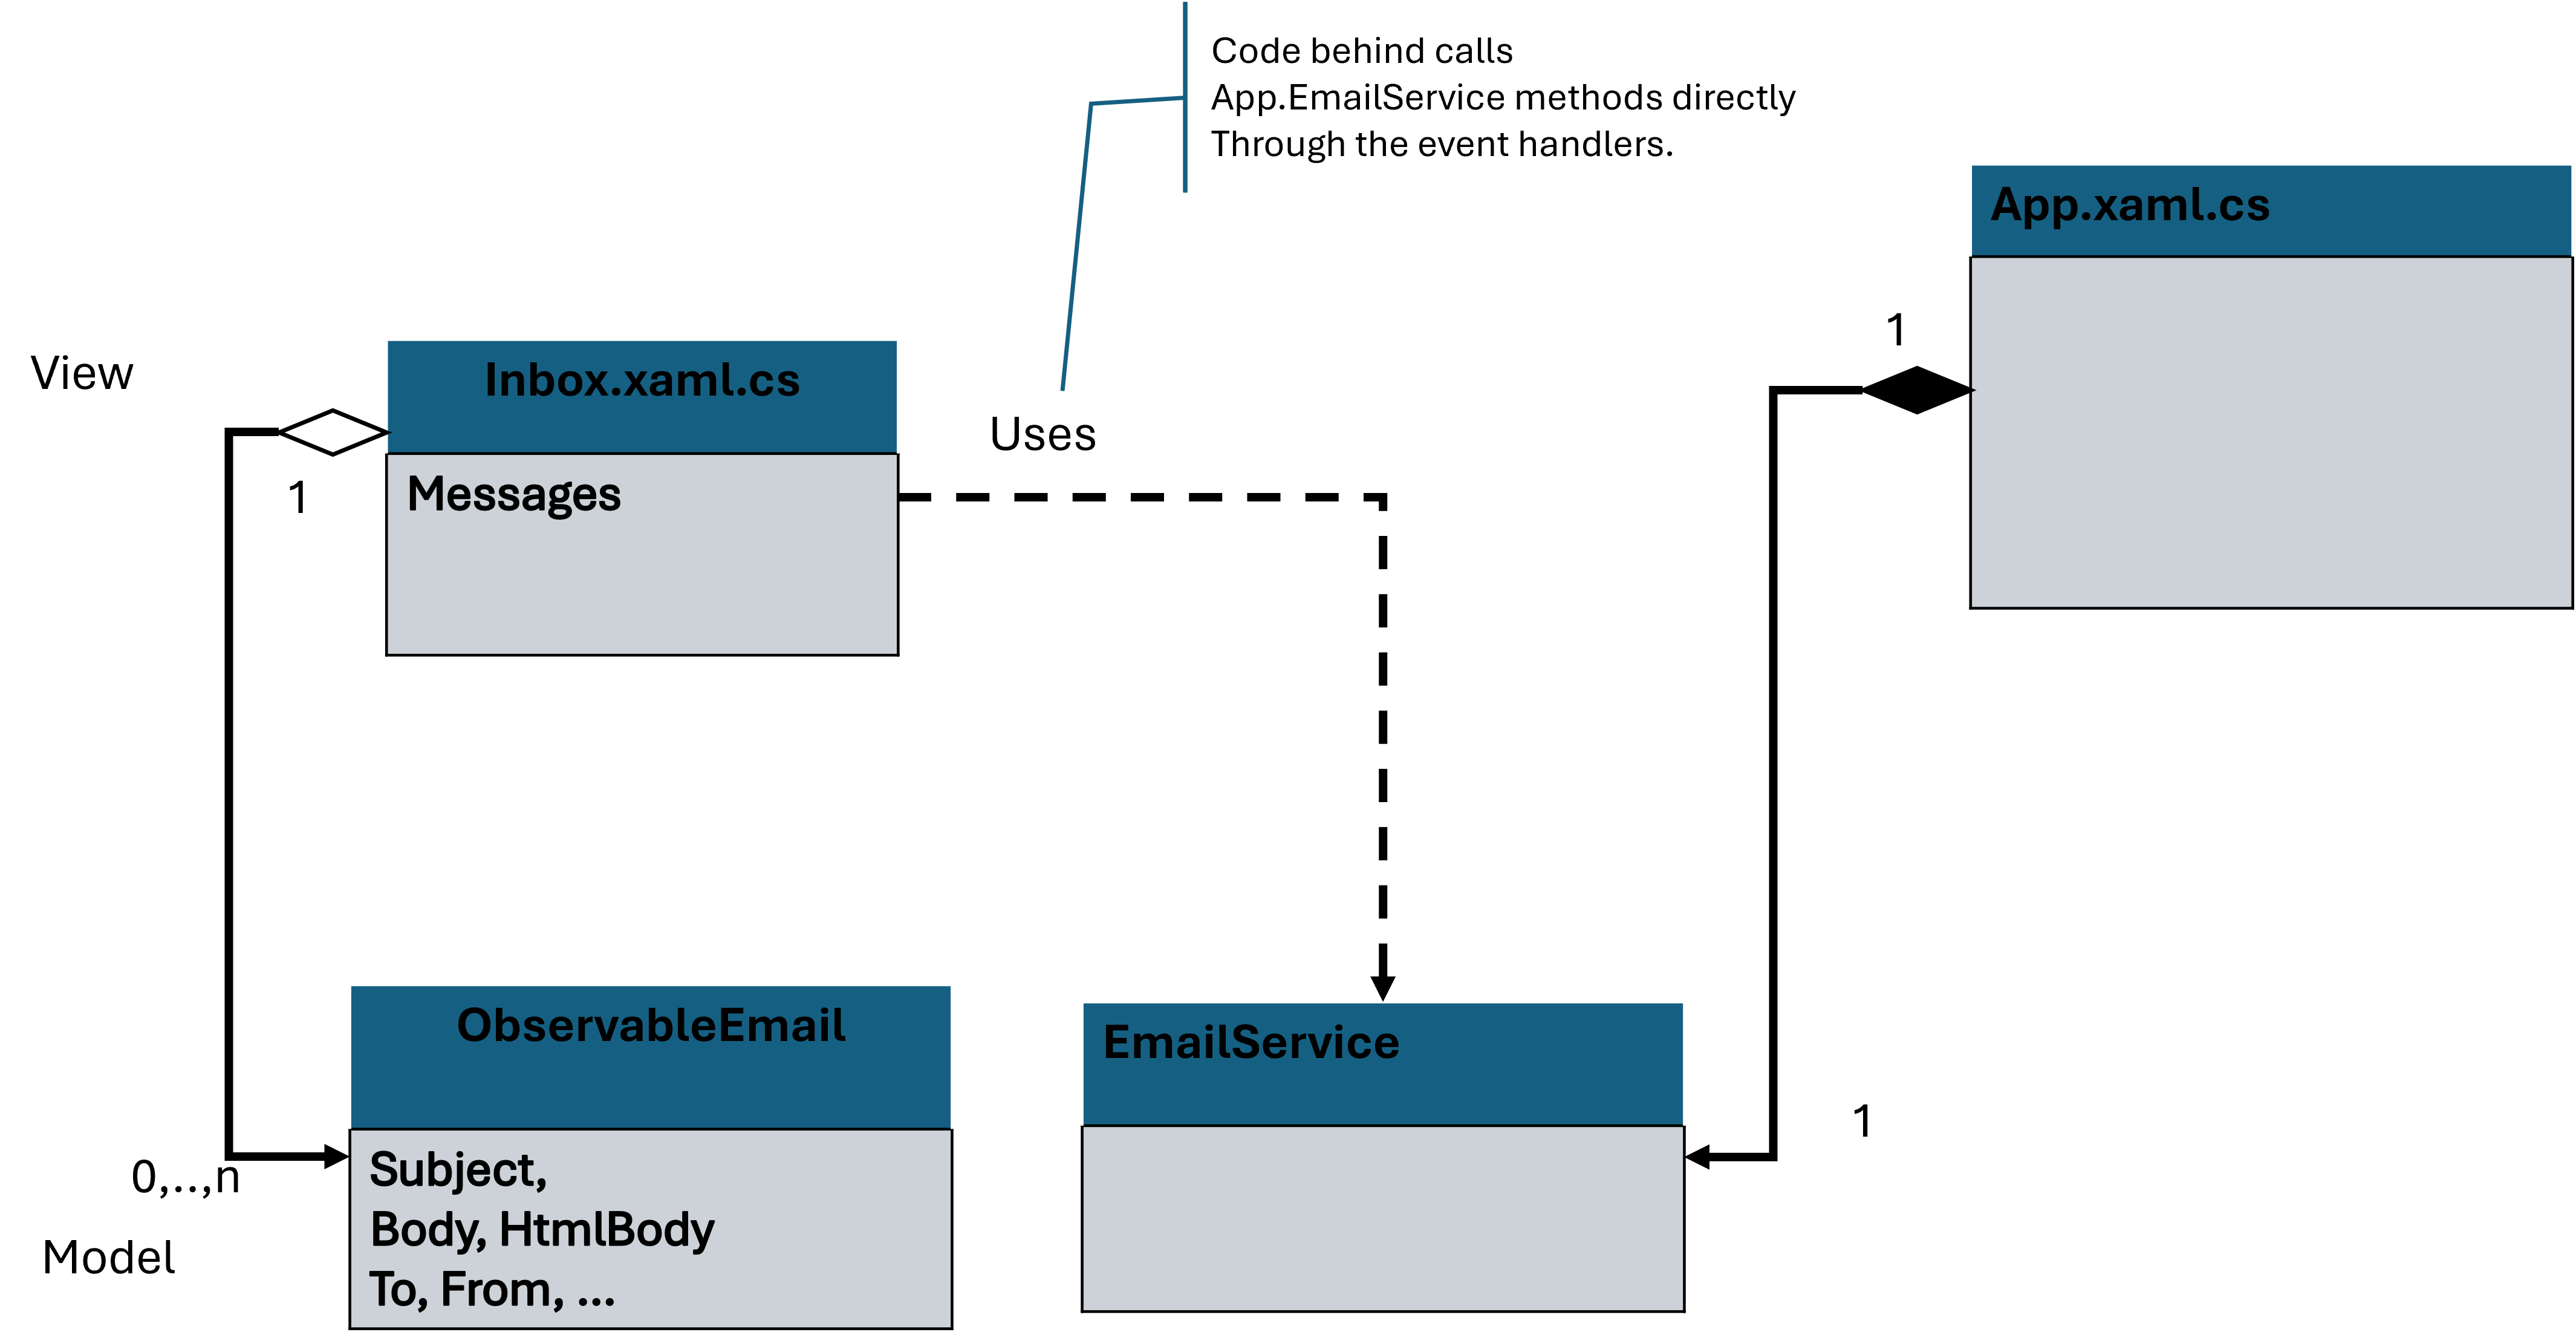 Code behind calls
App.EmailService methods directly
Through the event handlers.
App.xaml.cs
1
View
Inbox.xaml.cs
Uses
1
Messages
ObservableEmail
EmailService
1
0,..,n
Subject,
Body, HtmlBody
To, From, ...
Model